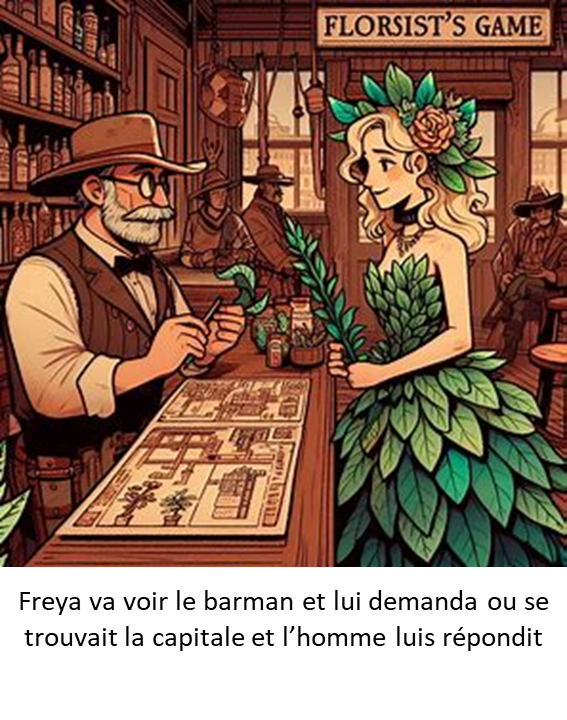 FLORSIST'S GAME
Freya va voir le barman et lui demanda ou se
trouvait la capitale et l'homme luis répondit